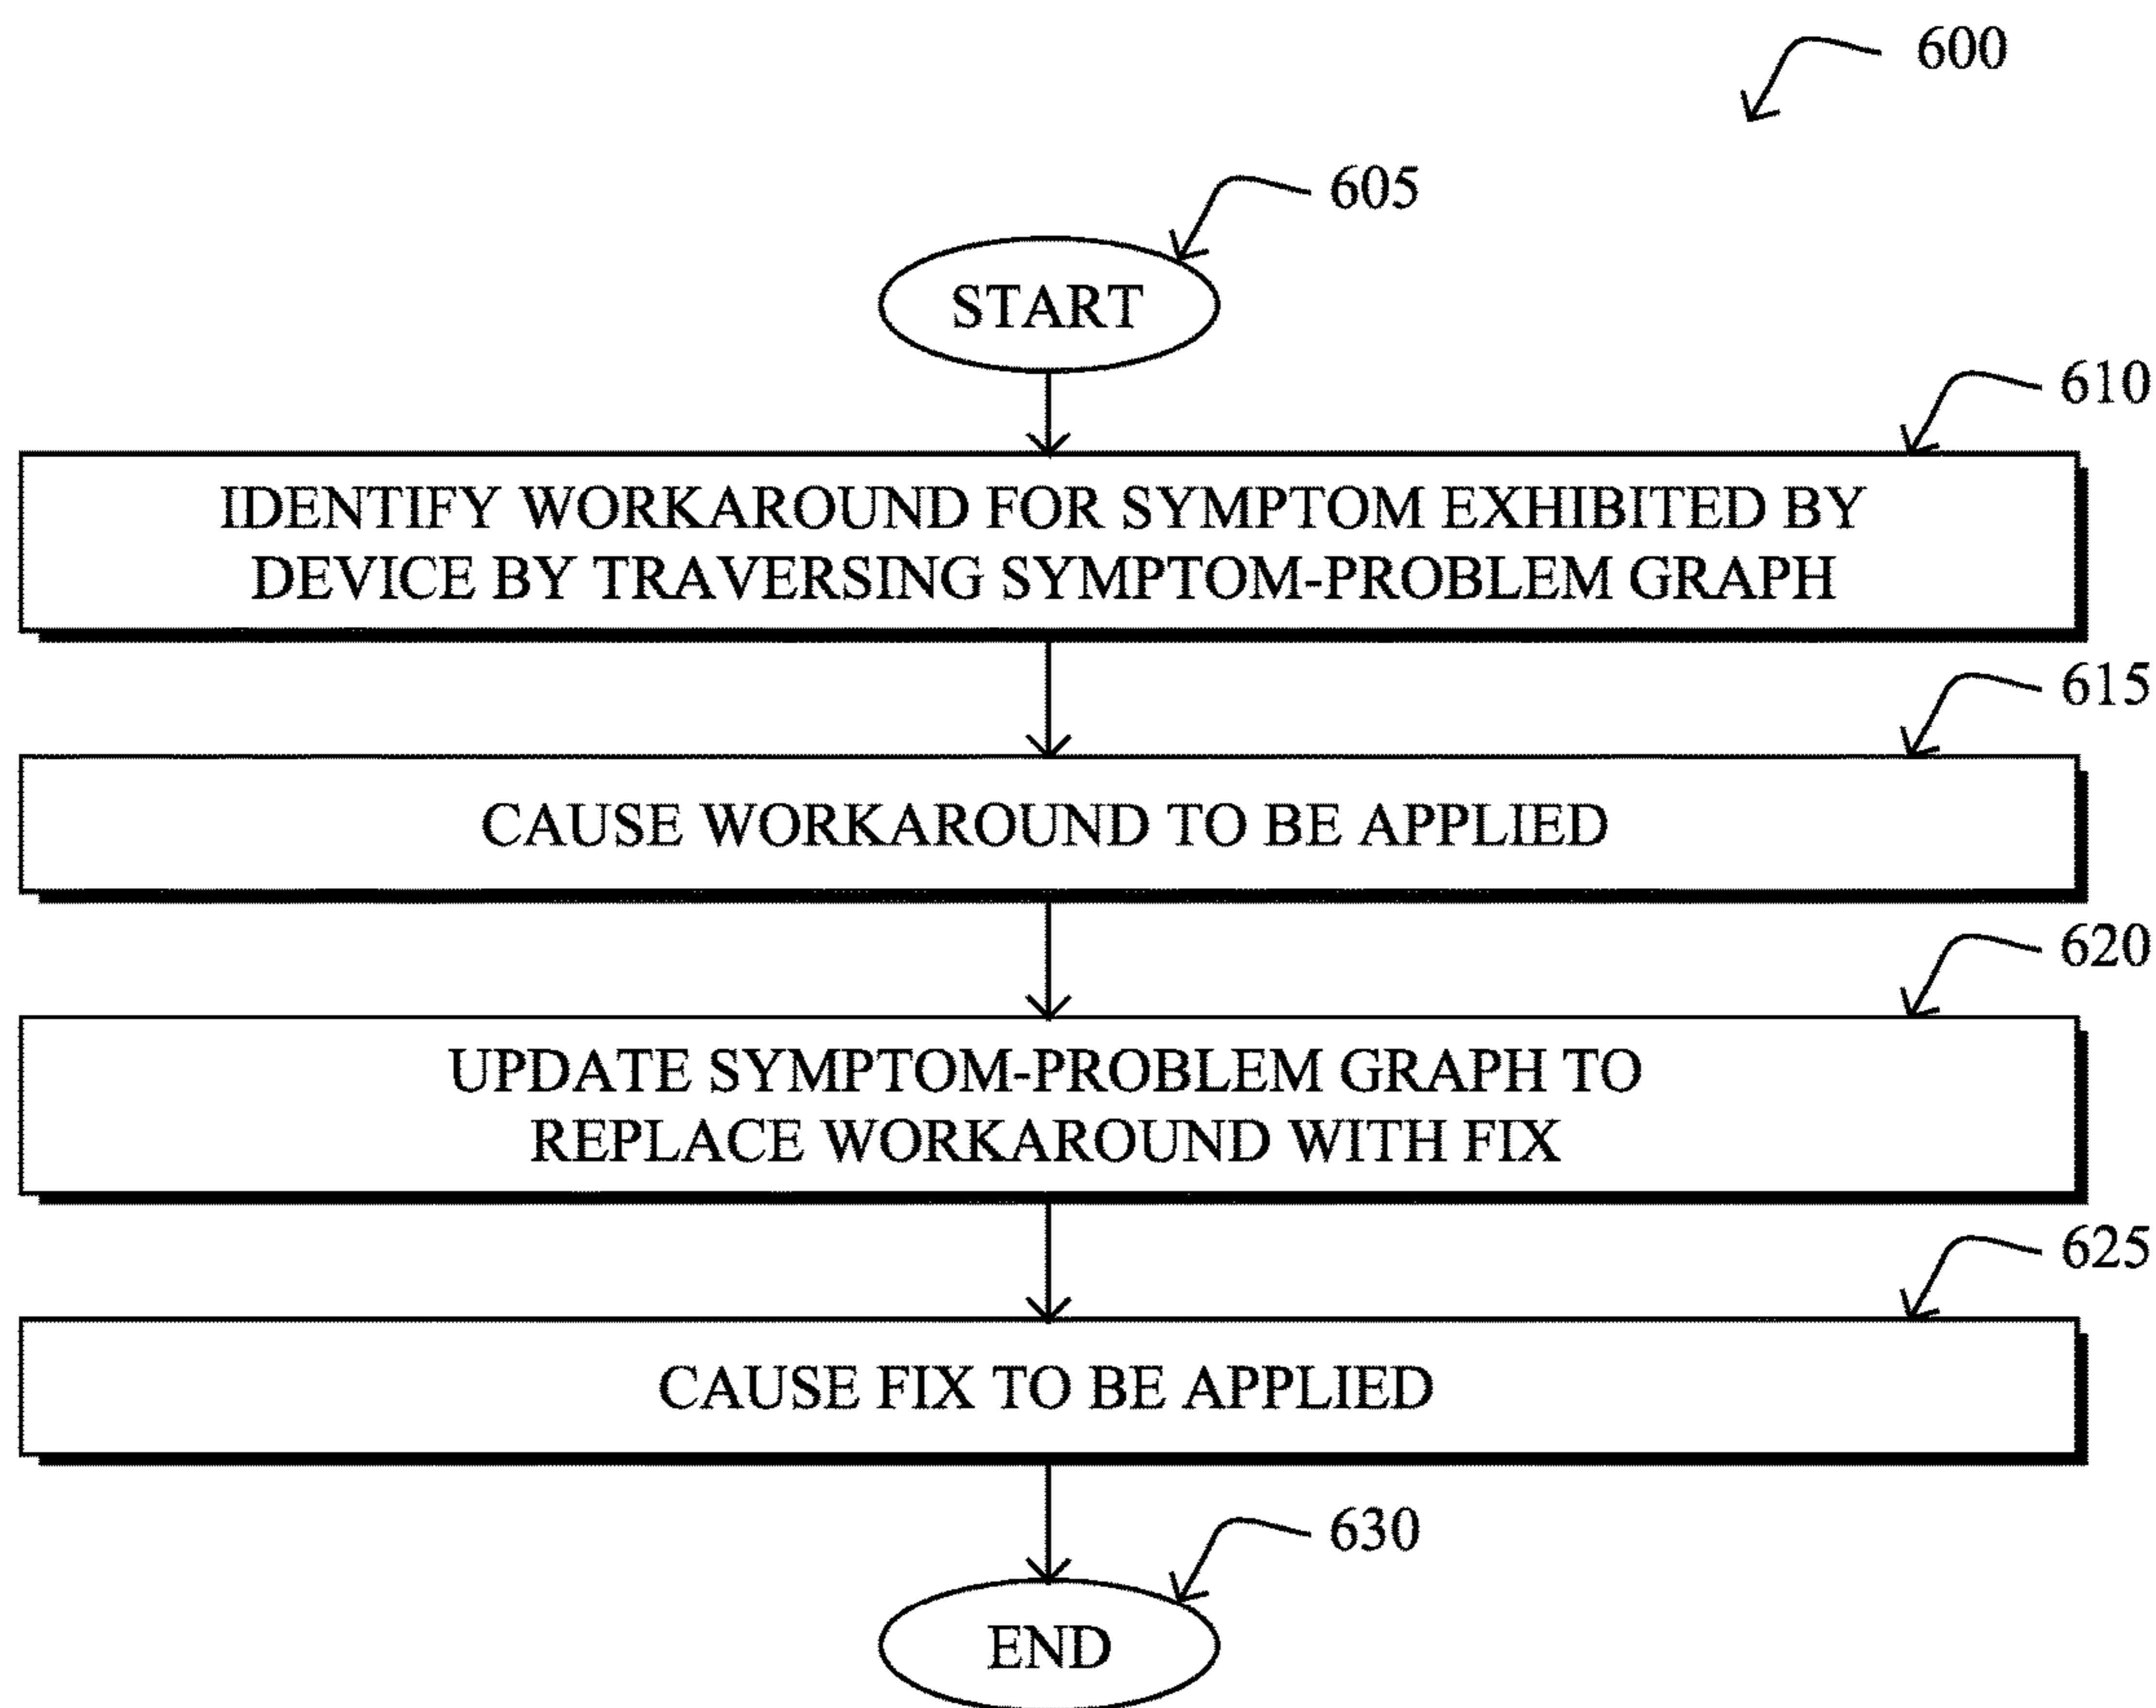 600
605
START
610
IDENTIFY WORKAROUND FOR SYMPTOM EXHIBITED BY
DEVICE BY TRAVERSING SYMPTOM-PROBLEM GRAPH
615
CAUSE WORKAROUND TO BE APPLIED
620
UPDATE SYMPTOM-PROBLEM GRAPH TO
REPLACE WORKAROUND WITH FIX
625
CAUSE FIX TO BE APPLIED
630
END